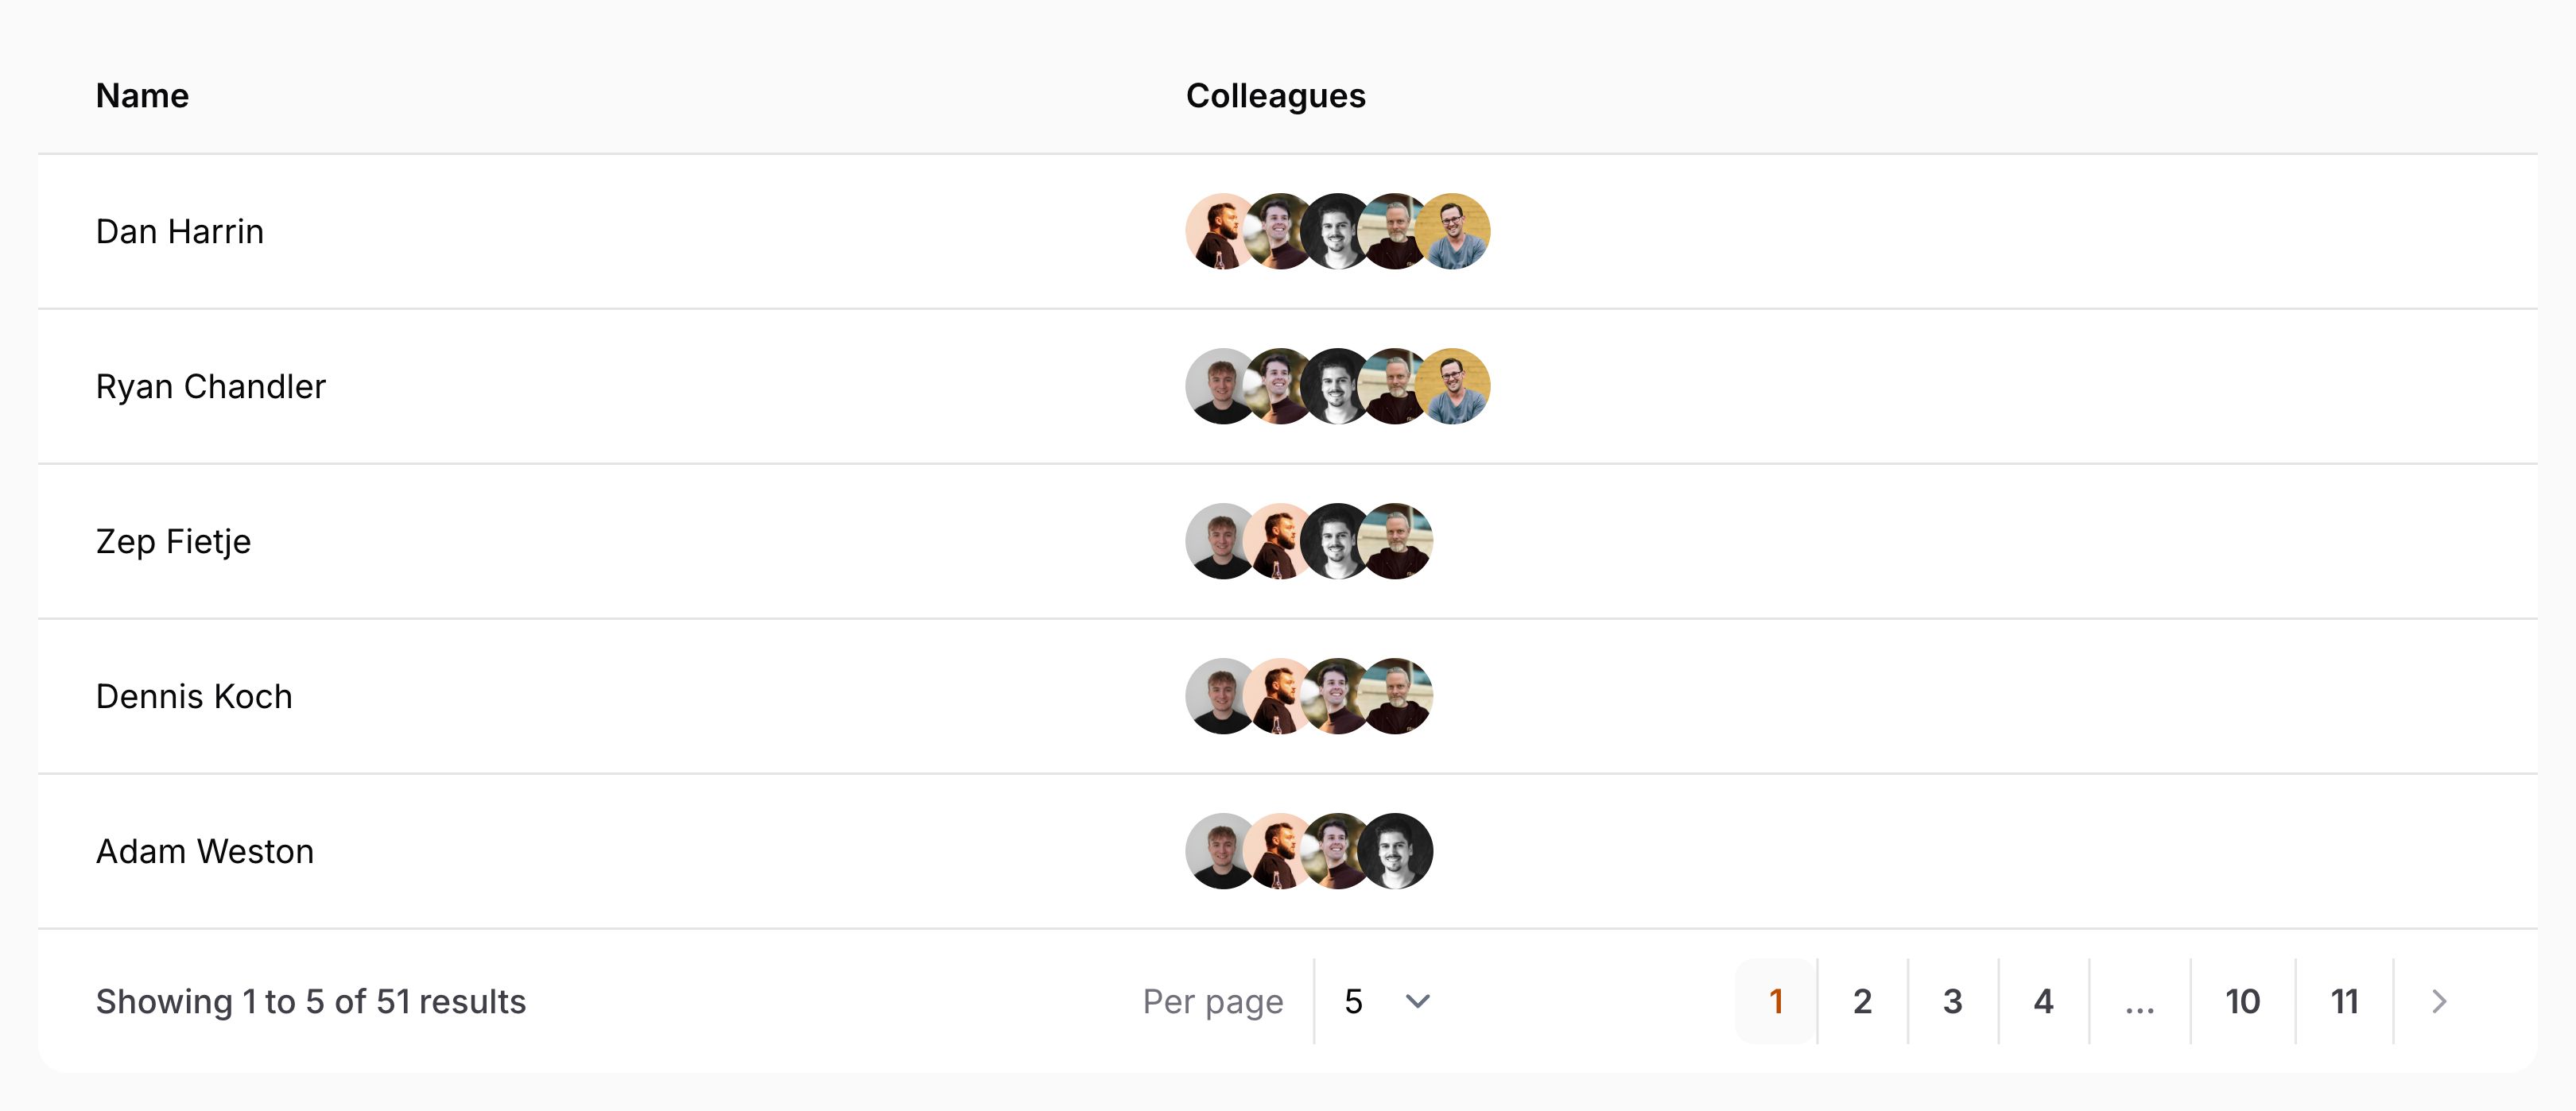 Name Colleagues
Dan Harrin
Ryan Chandler
Zep Fietje
Dennis Koch
Adam Weston
Showing 1 to 5 of 51 results Per page 5 1 2 3 4 ... 10 11